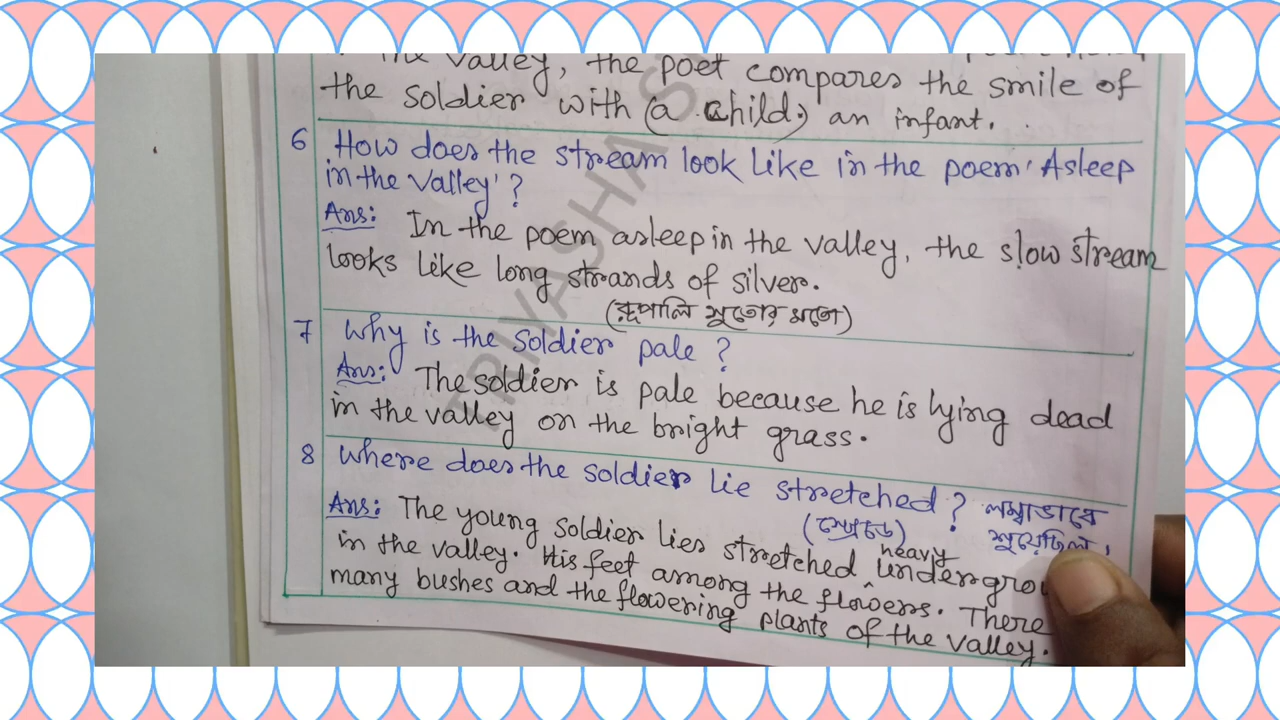 the valley, the poet compares the smile of
the soldier with (a child.) an infant.
6 How does the stream look like in the poem 'Asleep
in the valley' ?
Ans: In the poem asleep in the valley, the slow stream
looks like long strands of silver.
(রূপালি সুতোর মতো)
7 Why is the soldier pale ?
Ans: The soldier is pale because he is lying dead
in the valley on the bright grass.
8 Where does the soldier lie stretched ? লম্বাভাবে
(স্ট্রেচড) শুয়েছিল,
Ans: The young soldier lies stretched heavy
in the valley. His feet among the flowers. There
many bushes and the flowering plants of the valley.
TRIYASHA S